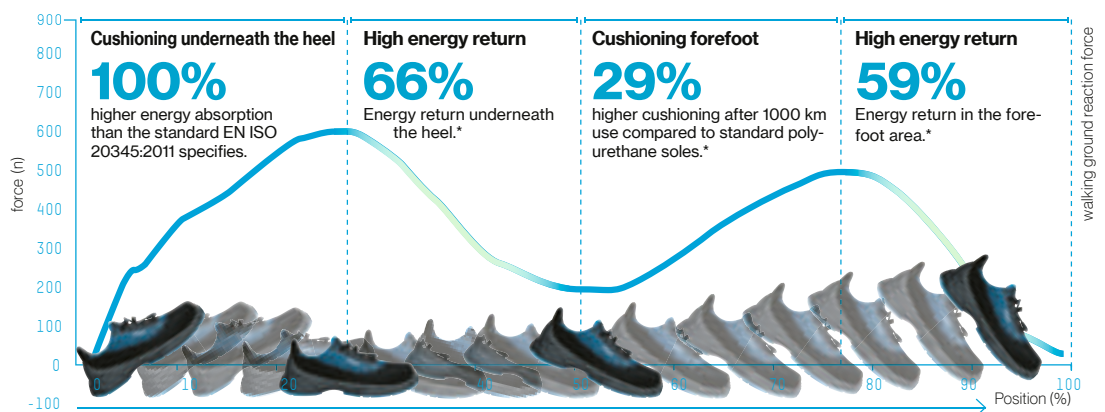 900
800
700
600
500
400
300
200
100
0
-100
force (n)
Cushioning underneath the heel
100%
higher energy absorption
than the standard EN ISO
20345:2011 specifies.
High energy return
66%
Energy return underneath
the heel.*
Cushioning forefoot
29%
higher cushioning after 1000 km
use compared to standard poly-
urethane soles.*
High energy return
59%
Energy return in the fore-
foot area.*
walking ground reaction force
0
10
20
40
50
60
70
80
90
100
Position (%)